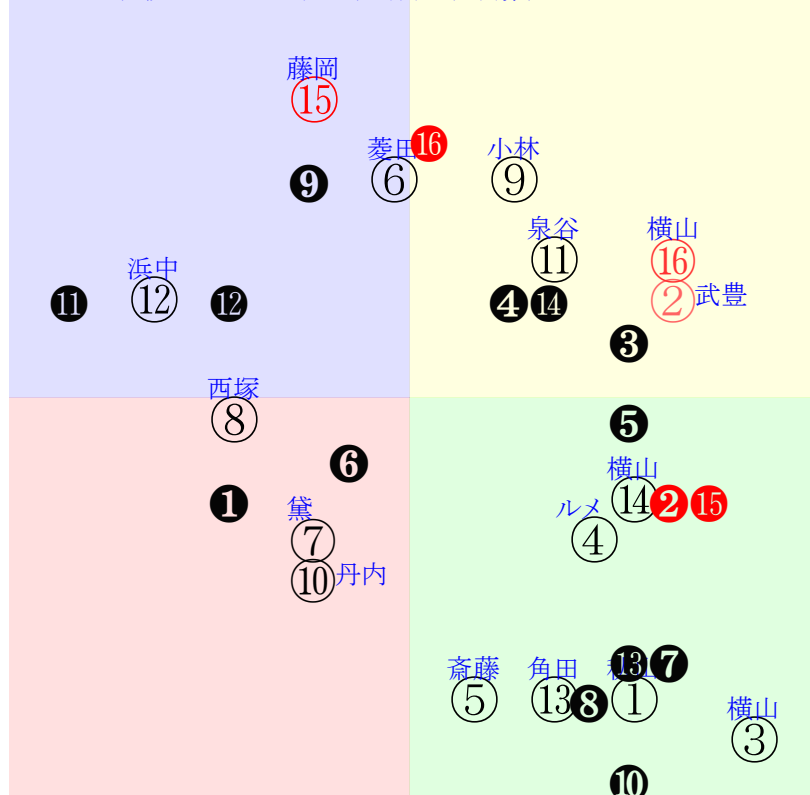 藤岡
⑮
菱田 ⓰ 小林
❾ ⑥ ⑨
泉谷 横山
⑪ ⑯
浜中
⓫ ⑫ ⓬ ❹ ⓮ ② 武豊
❸
西塚
⑧ ❺
❻ 横山
❶ 黛 ルメ ⑭ ❷ ⓯
⑦ ④
⑩ 丹内
斎藤 角田 ⓭ ❼
⑤ ⑬ ❽ ① 横山
③
❿